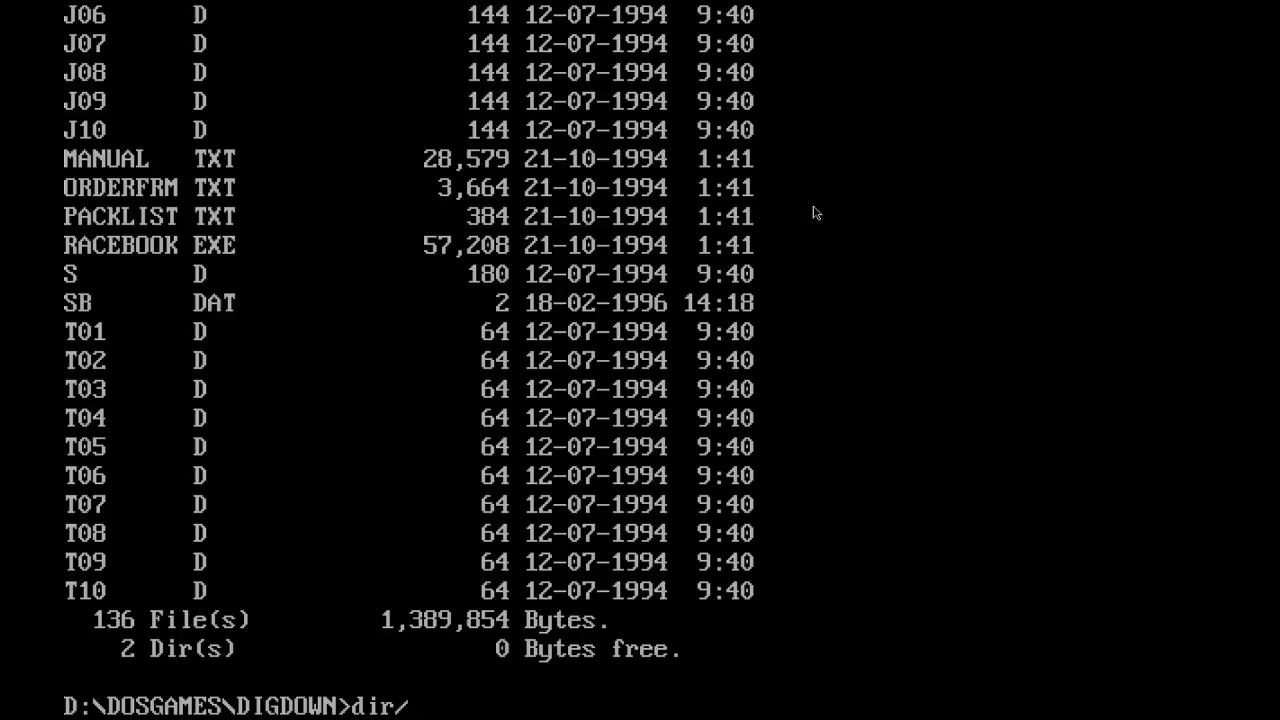 J06      D                  144 12-07-1994  9:40
J07      D                  144 12-07-1994  9:40
J08      D                  144 12-07-1994  9:40
J09      D                  144 12-07-1994  9:40
J10      D                  144 12-07-1994  9:40
MANUAL   TXT             28,579 21-10-1994  1:41
ORDERFRM TXT              3,664 21-10-1994  1:41
PACKLIST TXT                384 21-10-1994  1:41
RACEBOOK EXE             57,208 21-10-1994  1:41
S        D                  180 12-07-1994  9:40
SB       DAT                  2 18-02-1996 14:18
T01      D                   64 12-07-1994  9:40
T02      D                   64 12-07-1994  9:40
T03      D                   64 12-07-1994  9:40
T04      D                   64 12-07-1994  9:40
T05      D                   64 12-07-1994  9:40
T06      D                   64 12-07-1994  9:40
T07      D                   64 12-07-1994  9:40
T08      D                   64 12-07-1994  9:40
T09      D                   64 12-07-1994  9:40
T10      D                   64 12-07-1994  9:40
  136 File(s)         1,389,854 Bytes.
    2 Dir(s)                  0 Bytes free.
D:\DOSGAMES\DIGDOWN>dir/